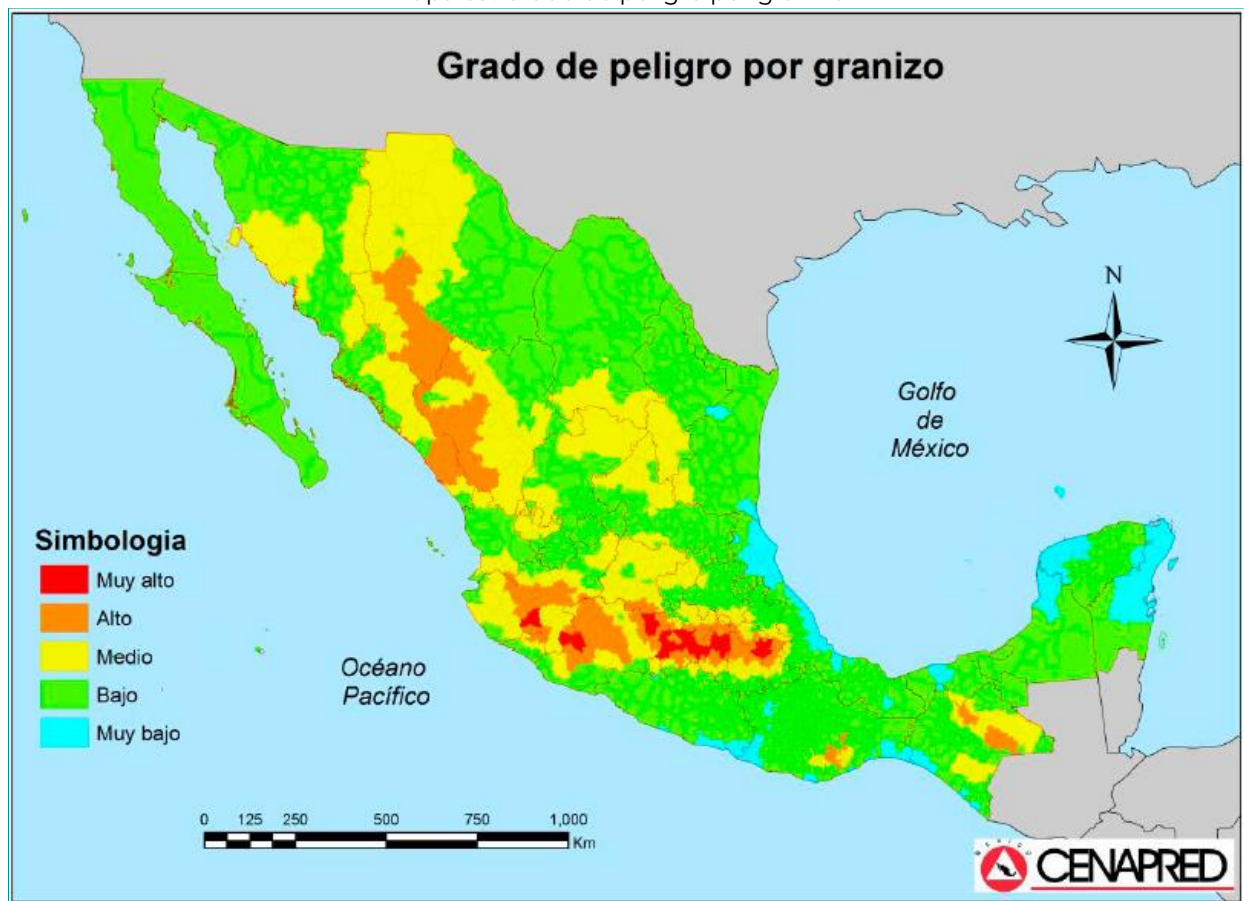 Grado de peligro por granizo
N
Golfo
de
México
Simbologia
Muy alto
Alto
Medio
Bajo
Muy bajo
Océano
Pacífico
0 125 250 500 750 1,000
Km
MEXICO
CENAPRED